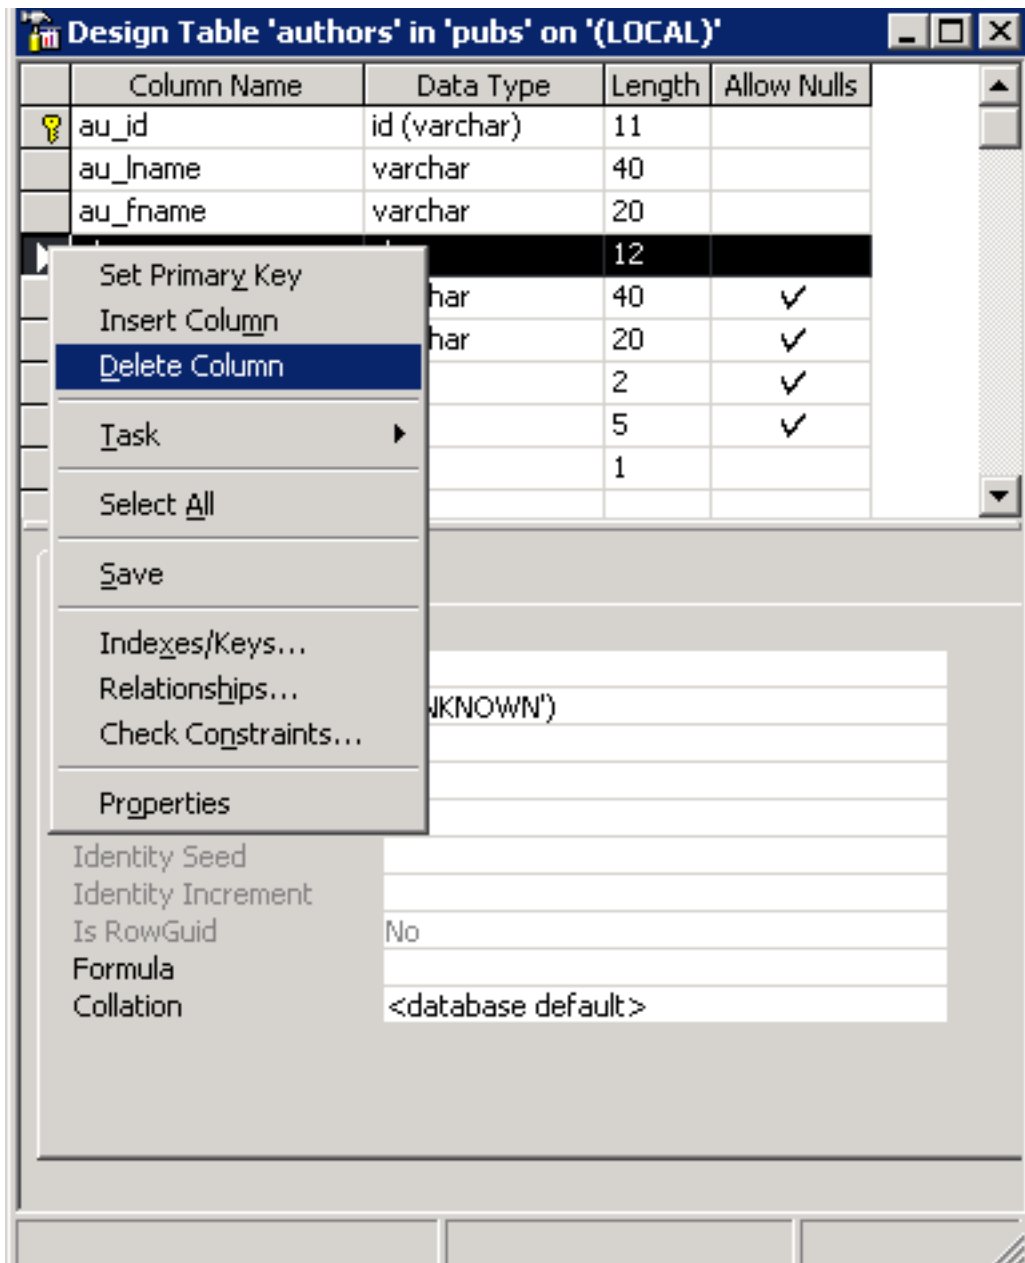 Design Table 'authors' in 'pubs' on '(LOCAL)'
Column Name Data Type Length Allow Nulls
au_id id (varchar) 11
au_lname varchar 40
au_fname varchar 20
12
Set Primary Key
har 40
Insert Column
har 20
Delete Column
2
5
Task
1
Select All
Save
Indexes/Keys...
Relationships...
NKNOWN')
Check Constraints...
Properties
Identity Seed
Identity Increment
Is RowGuid No
Formula
Collation <database default>